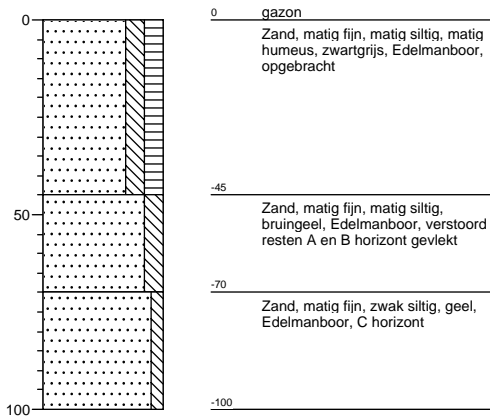 0
0
gazon
Zand, matig fijn, matig siltig, matig
humeus, zwartgrijs, Edelmanboor,
opgebracht
-45
50
Zand, matig fijn, matig siltig,
bruingeel, Edelmanboor, verstoord
resten A en B horizont gevlekt
-70
Zand, matig fijn, zwak siltig, geel,
Edelmanboor, C horizont
100
-100